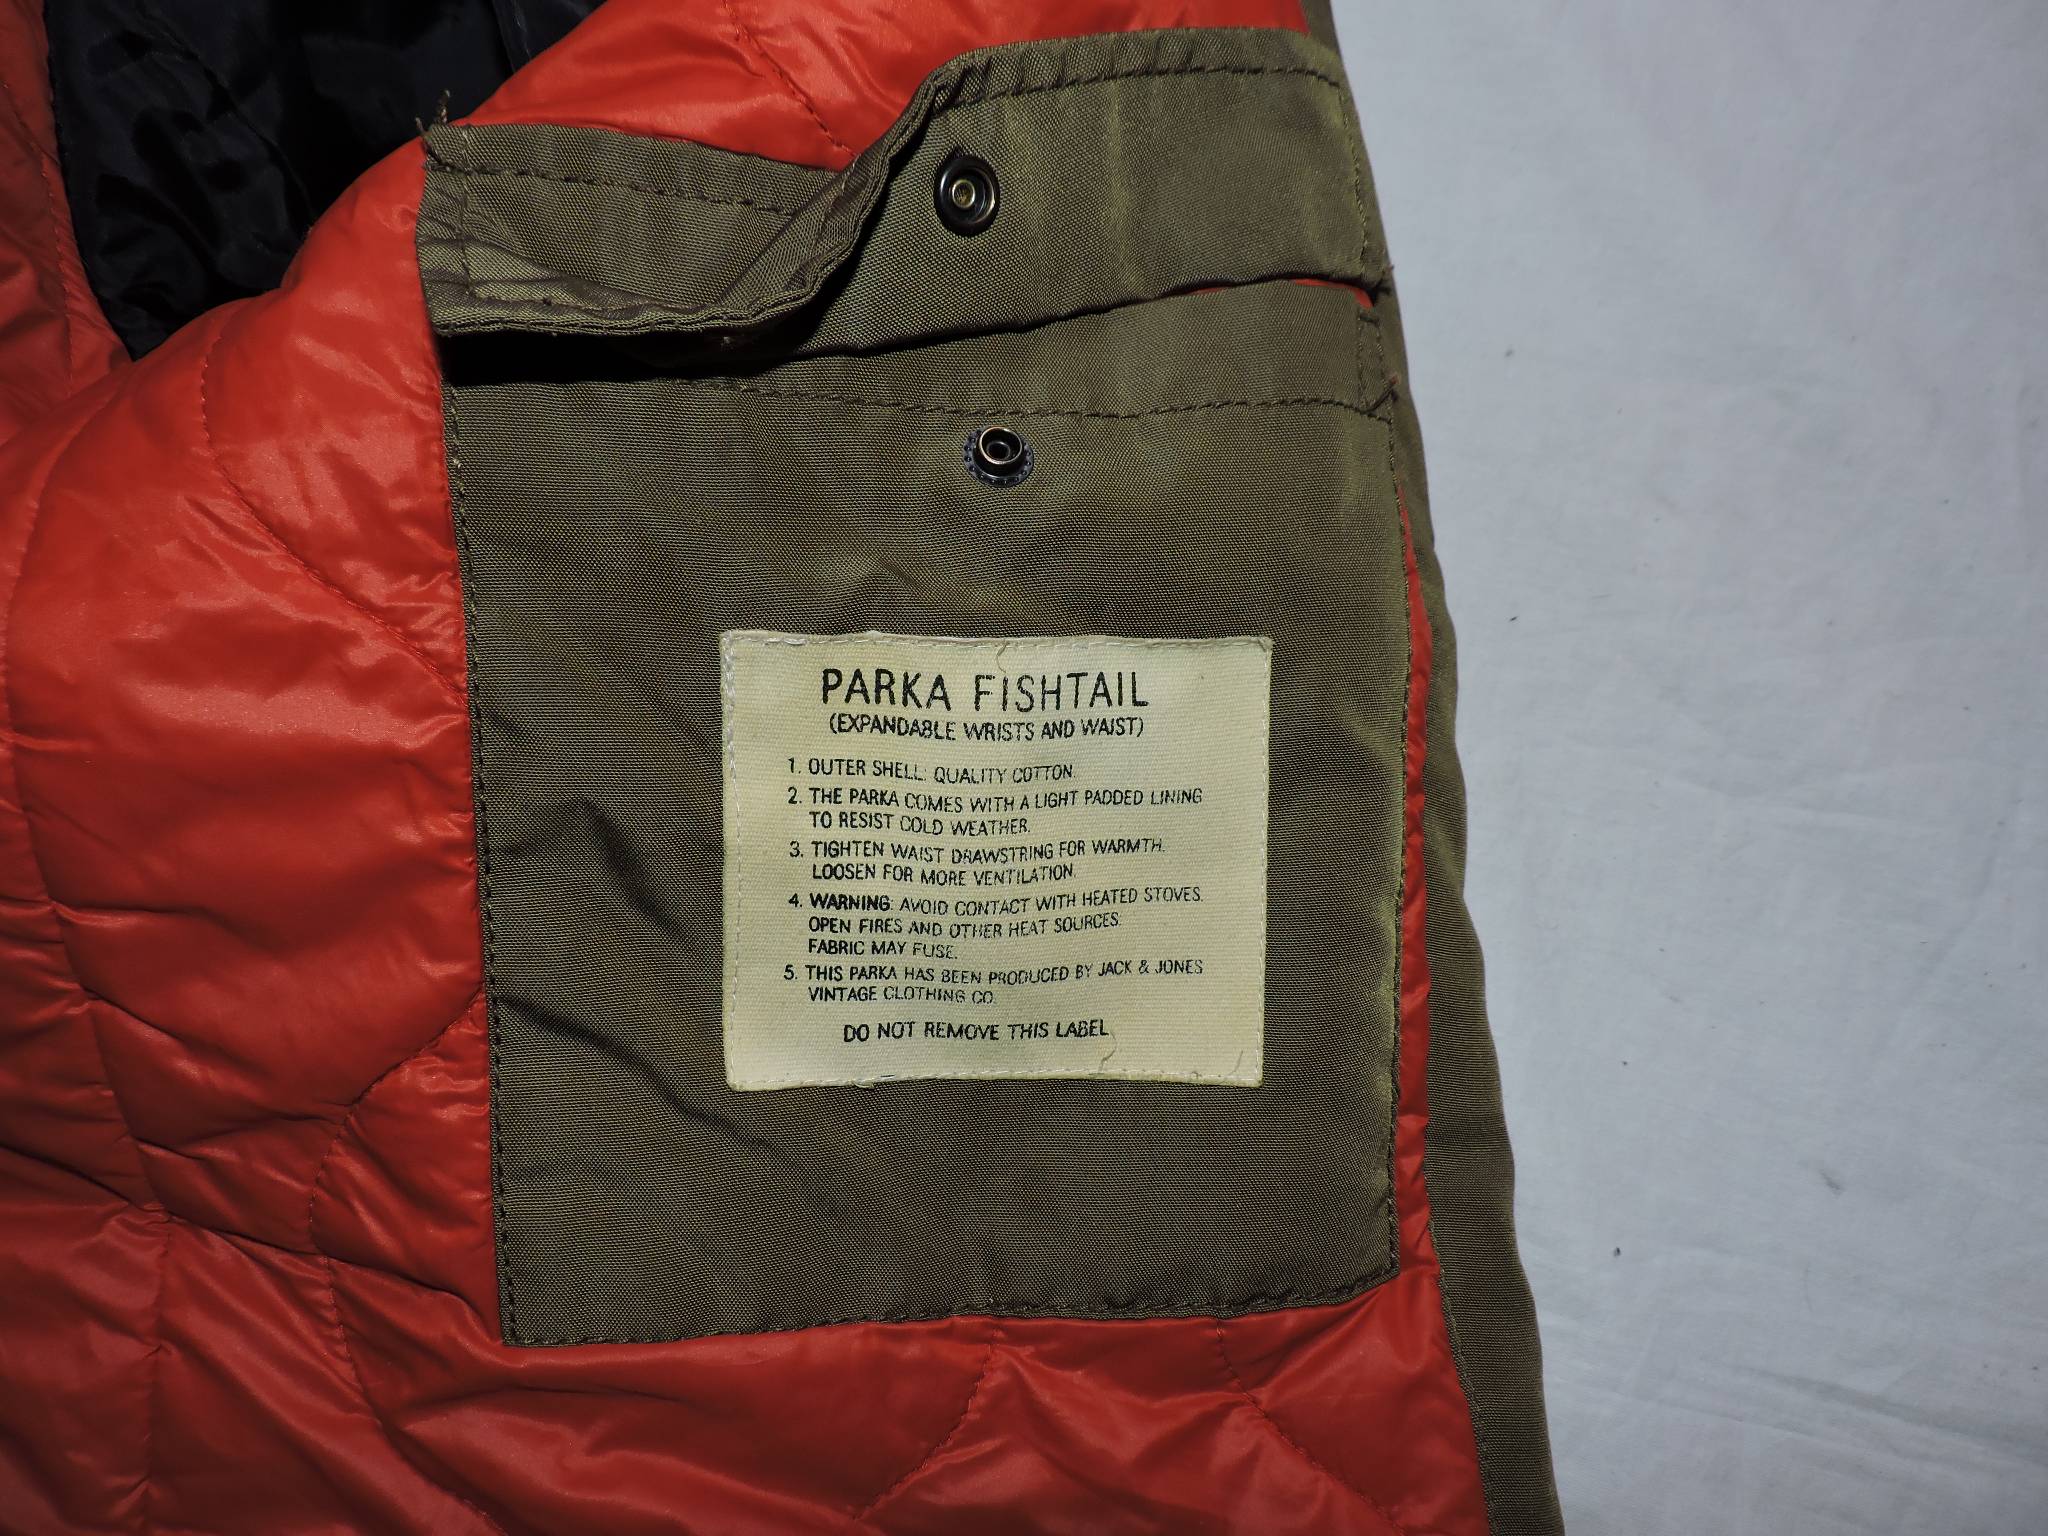 PARKA FISHTAIL
(EXPANDABLE WRISTS AND WAIST)
1. OUTER SHELL: QUALITY COTTON.
2. THE PARKA COMES WITH A LIGHT PADDED LINING
TO RESIST COLD WEATHER.
3. TIGHTEN WAIST DRAWSTRING FOR WARMTH.
LOOSEN FOR MORE VENTILATION.
4. WARNING: AVOID CONTACT WITH HEATED STOVES.
OPEN FIRES AND OTHER HEAT SOURCES.
FABRIC MAY FUSE.
5. THIS PARKA HAS BEEN PRODUCED BY JACK & JONES
VINTAGE CLOTHING CO.
DO NOT REMOVE THIS LABEL